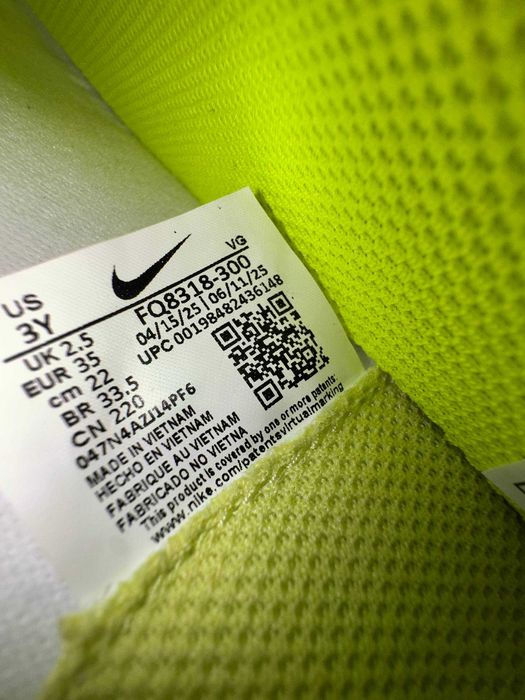 US
3Y
UK 2.5
EUR 35
cm 22
BR 33.5
CN 220
VG
FQ8318-300
04/15/25 | 06/11/25
UPC 00198482436148
047N4AZJ14PF6
MADE IN VIETNAM
HECHO EN VIETNAM
FABRIQUE AU VIETNAM
FABRICADO NO VIETNA
This product is covered by one or more patents:
www.nike.com/patentsvirtualmarking